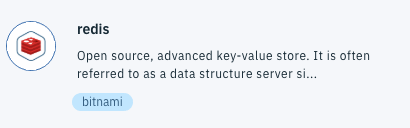 redis
Open source, advanced key-value store. It is often
referred to as a data structure server si...
bitnami